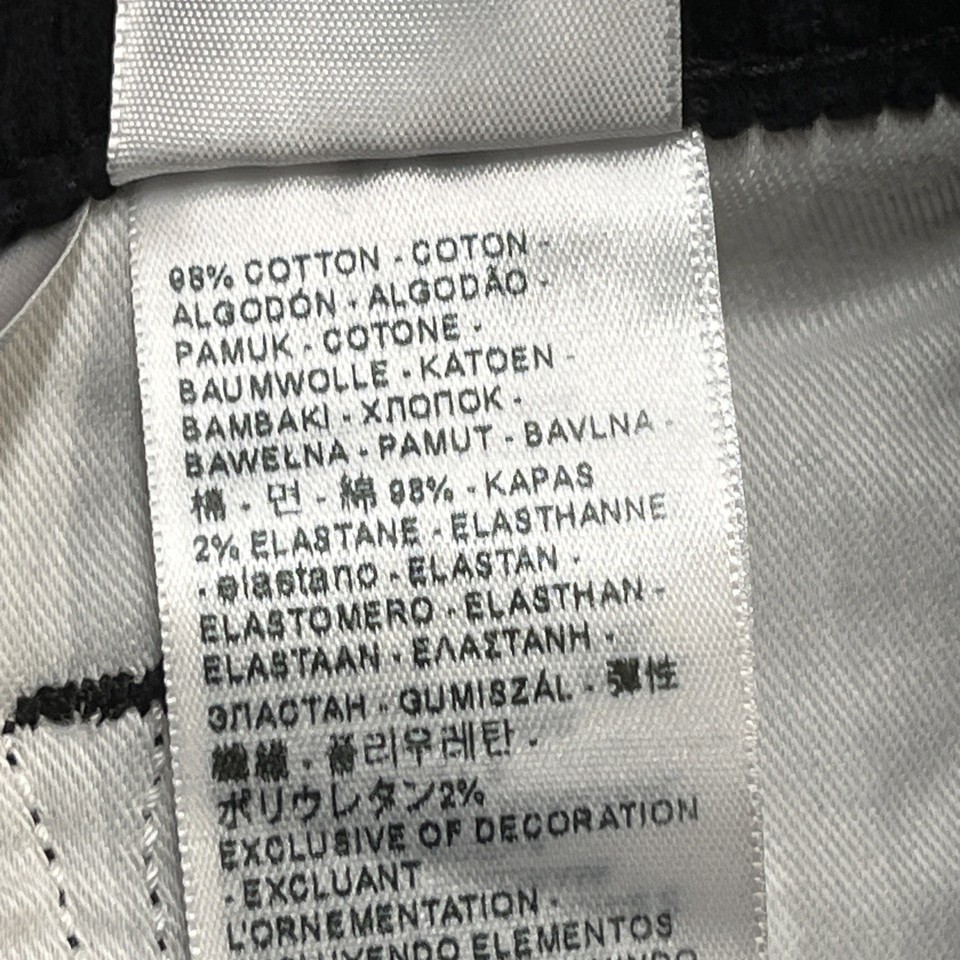 98% COTTON - COTON -
ALGODÓN - ALGODÃO -
PAMUK - COTONE -
BAUMWOLLE - KATOEN -
BAMBAKI - ХЛОПОК -
BAWEŁNA - PAMUT - BAVLNA -
棉 - 면 - 綿 98% - KAPAS
2% ELASTANE - ELASTHANNE
- elastano - ELASTAN -
ELASTOMERO - ELASTHAN -
ELASTAAN - ΕΛΑΣΤΑΝΗ -
ЭЛАСТАН - GUMISZÁL - 彈性
纖維 - 폴리우레탄 -
ポリウレタン2%
EXCLUSIVE OF DECORATION
- EXCLUANT
L'ORNEMENTATION -
EXCLUYENDO ELEMENTOS